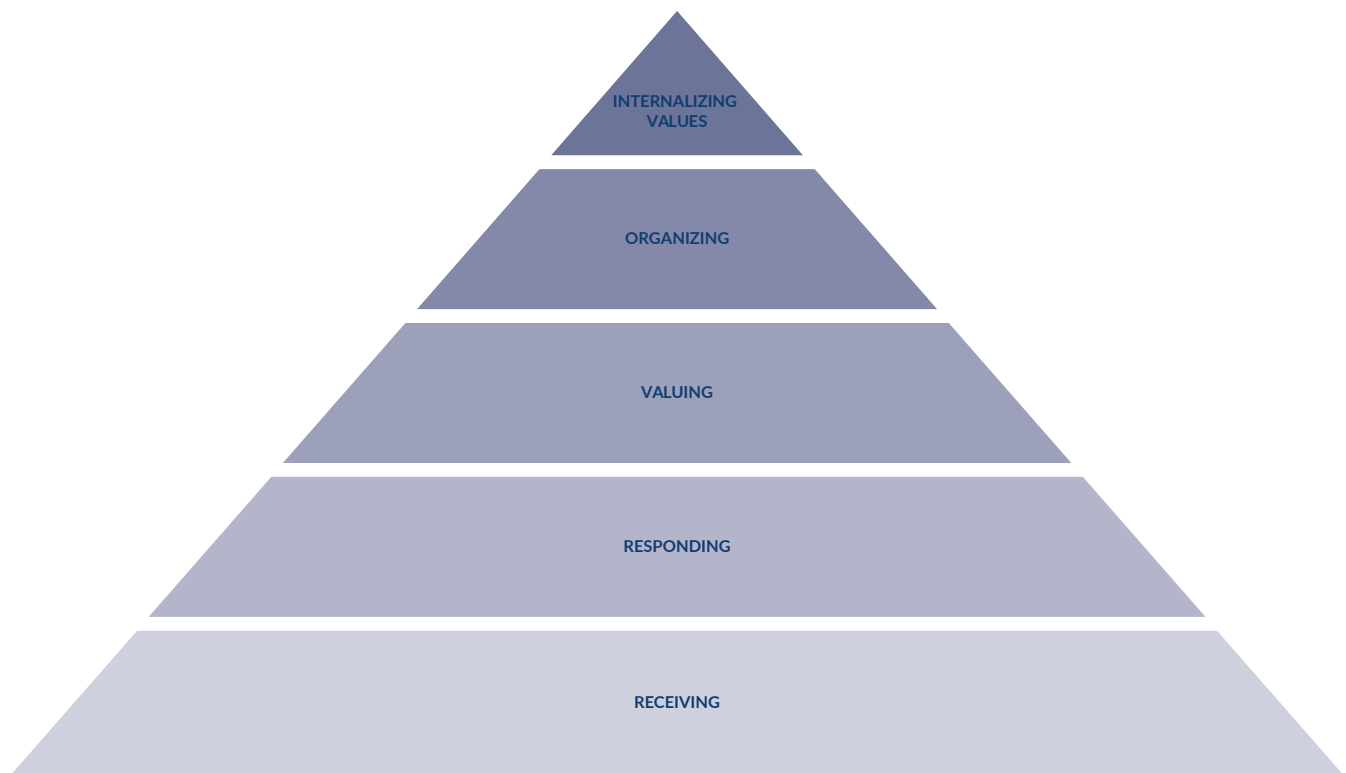 INTERNALIZING
VALUES
ORGANIZING
VALUING
RESPONDING
RECEIVING